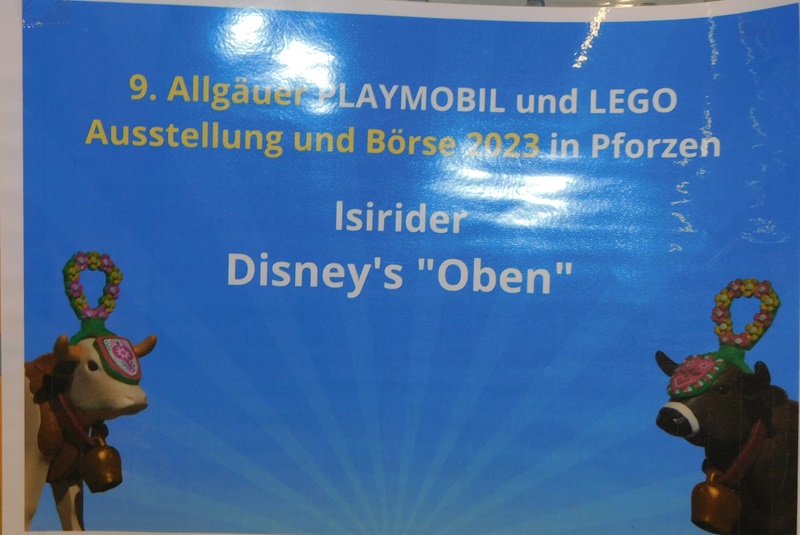 9. Allgäuer PLAYMOBIL und LEGO
Ausstellung und Börse 2023 in Pforzen
Isirider
Disney's "Oben"